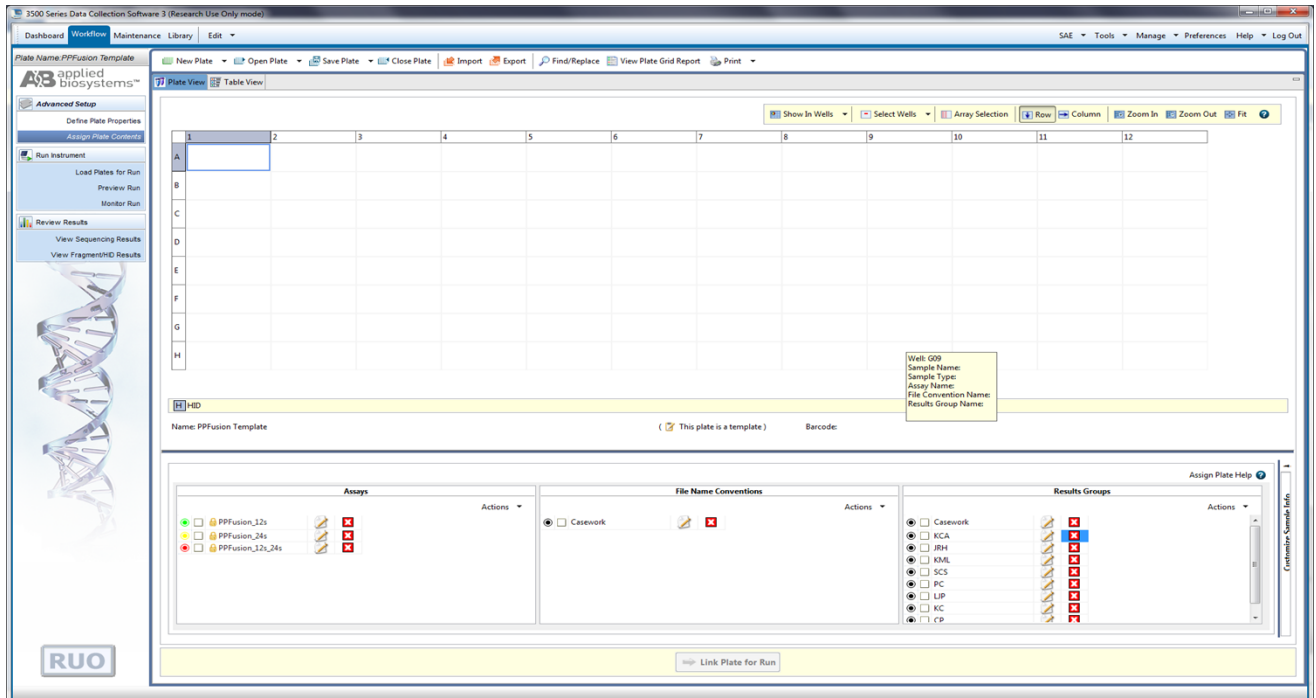 3500 Series Data Collection Software 3 (Research Use Only mode)
Dashboard Workflow Maintenance Library Edit SAE Tools Manage Preferences Help Log Out
Plate Name:PPFusion Template
New Plate Open Plate Save Plate Close Plate Import Export Find/Replace View Plate Grid Report Print
AB applied biosystems™
Plate View Table View
Advanced Setup
Define Plate Properties
Assign Plate Contents
Run Instrument
Load Plates for Run
Preview Run
Monitor Run
Review Results
View Sequencing Results
View Fragment/HID Results
RUO
Show In Wells Select Wells Array Selection Row Column Zoom In Zoom Out Fit
1 2 3 4 5 6 7 8 9 10 11 12
A
B
C
D
E
F
G
H
Well: G09
Sample Name:
Sample Type:
Assay Name:
File Convention Name:
Results Group Name:
H HID
Name: PPFusion Template ( This plate is a template ) Barcode:
Assign Plate Help
Customize Sample Info
Assays
Actions
PPFusion_12s
PPFusion_24s
PPFusion_12s_24s
File Name Conventions
Actions
Casework
Results Groups
Actions
Casework
KCA
JRH
KML
SCS
PC
LJP
KC
CP
Link Plate for Run